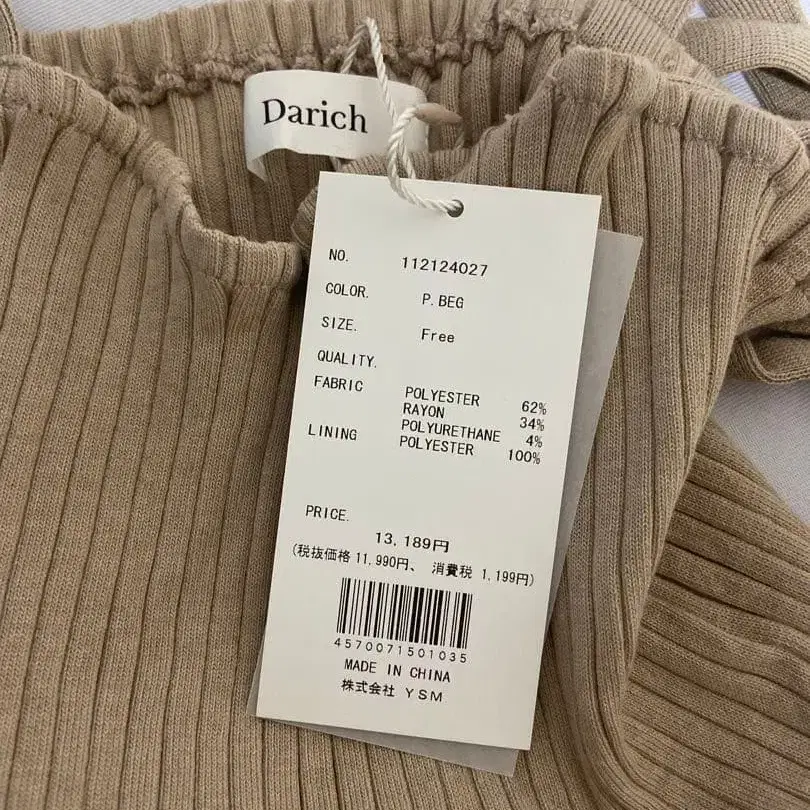 Darich
NO. 112124027
COLOR. P.BEG
SIZE. Free
QUALITY.
FABRIC POLYESTER 62%
RAYON 34%
POLYURETHANE 4%
LINING POLYESTER 100%
PRICE.
13,189円
(税抜価格 11,990円、 消費税 1,199円)
4570071501035
MADE IN CHINA
株式会社 YSM